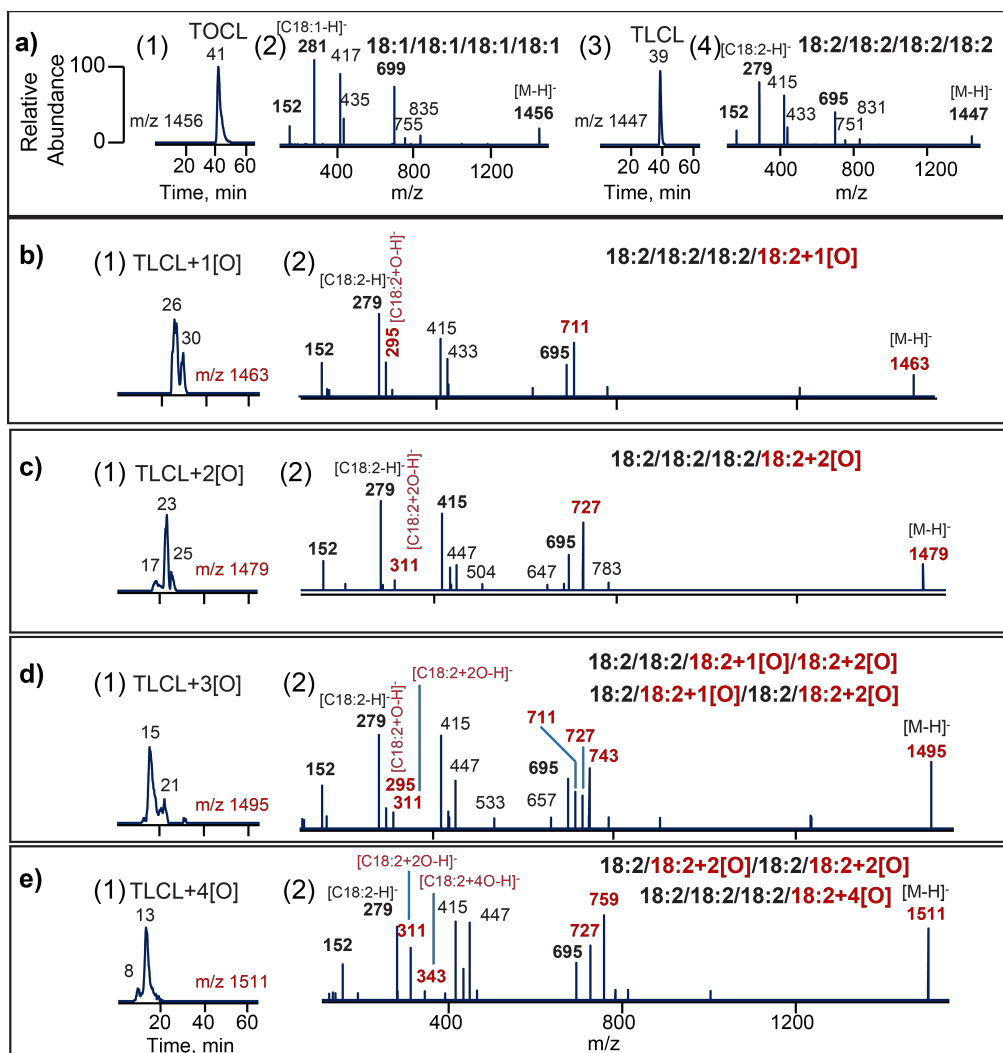 a)
(1)
TOCL
41
(2)
[C18:1-H]⁻
281
417
18:1/18:1/18:1/18:1
699
435
835
755
152
[M-H]⁻
1456
(3)
TLCL
39
(4)
[C18:2-H]⁻
279
415
18:2/18:2/18:2/18:2
695
433
831
751
152
[M-H]⁻
1447
Relative
Abundance
100
0
m/z 1456
m/z 1447
20 40 60
Time, min
400 800 1200
m/z
20 40 60
Time, min
400 800 1200
m/z
b)
(1) TLCL+1[O]
26
30
m/z 1463
(2)
18:2/18:2/18:2/18:2+1[O]
[C18:2-H]⁻
[C18:2+O-H]⁻
279
295
152
415
433
695
711
[M-H]⁻
1463
c)
(1) TLCL+2[O]
23
17
25
m/z 1479
(2)
18:2/18:2/18:2/18:2+2[O]
[C18:2-H]⁻
[C18:2+2O-H]⁻
279
311
152
415
447
504
647
695
727
783
[M-H]⁻
1479
d)
(1) TLCL+3[O]
15
21
m/z 1495
(2)
18:2/18:2/18:2+1[O]/18:2+2[O]
18:2/18:2+1[O]/18:2/18:2+2[O]
[C18:2+2O-H]⁻
[C18:2-H]⁻
[C18:2+O-H]⁻
279
295
311
152
415
447
533
657
695
711
727
743
[M-H]⁻
1495
e)
(1) TLCL+4[O]
13
8
m/z 1511
(2)
18:2/18:2+2[O]/18:2/18:2+2[O]
18:2/18:2/18:2/18:2+4[O]
[C18:2+2O-H]⁻
[C18:2-H]⁻
[C18:2+4O-H]⁻
279
311
343
152
415
447
695
727
759
[M-H]⁻
1511
20 40 60
Time, min
400 800 1200
m/z